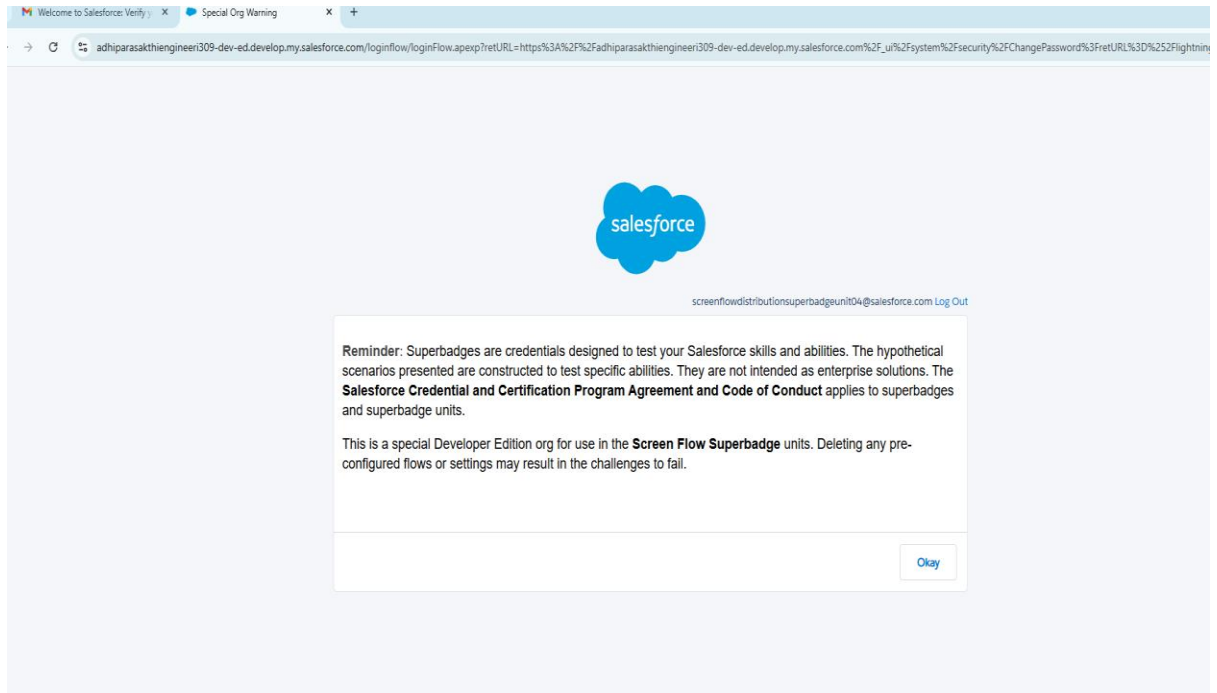 Welcome to Salesforce: Verify y
Special Org Warning
adhiparasakthiengineeri309-dev-ed.develop.my.salesforce.com/loginflow/loginFlow.apexp?retURL=https%3A%2F%2Fadhiparasakthiengineeri309-dev-ed.develop.my.salesforce.com%2F_ui%2Fsystem%2Fsecurity%2FChangePassword%3FretURL%3D%252Flightning
salesforce
screenflowdistributionsuperbadgeunit04@salesforce.com Log Out
Reminder: Superbadges are credentials designed to test your Salesforce skills and abilities. The hypothetical
scenarios presented are constructed to test specific abilities. They are not intended as enterprise solutions. The
Salesforce Credential and Certification Program Agreement and Code of Conduct applies to superbadges
and superbadge units.
This is a special Developer Edition org for use in the Screen Flow Superbadge units. Deleting any pre-
configured flows or settings may result in the challenges to fail.
Okay